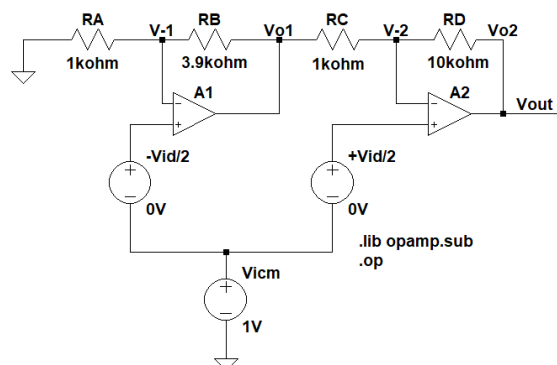 RA
RB
Vo1
RC
V-2
RD
Vo2
V-1
1kohm
3.9kohm
1kohm
10kohm
A1
A2
Vout
-Vid/2
+Vid/2
0V
0V
.lib opamp.sub
.op
Vicm
1V